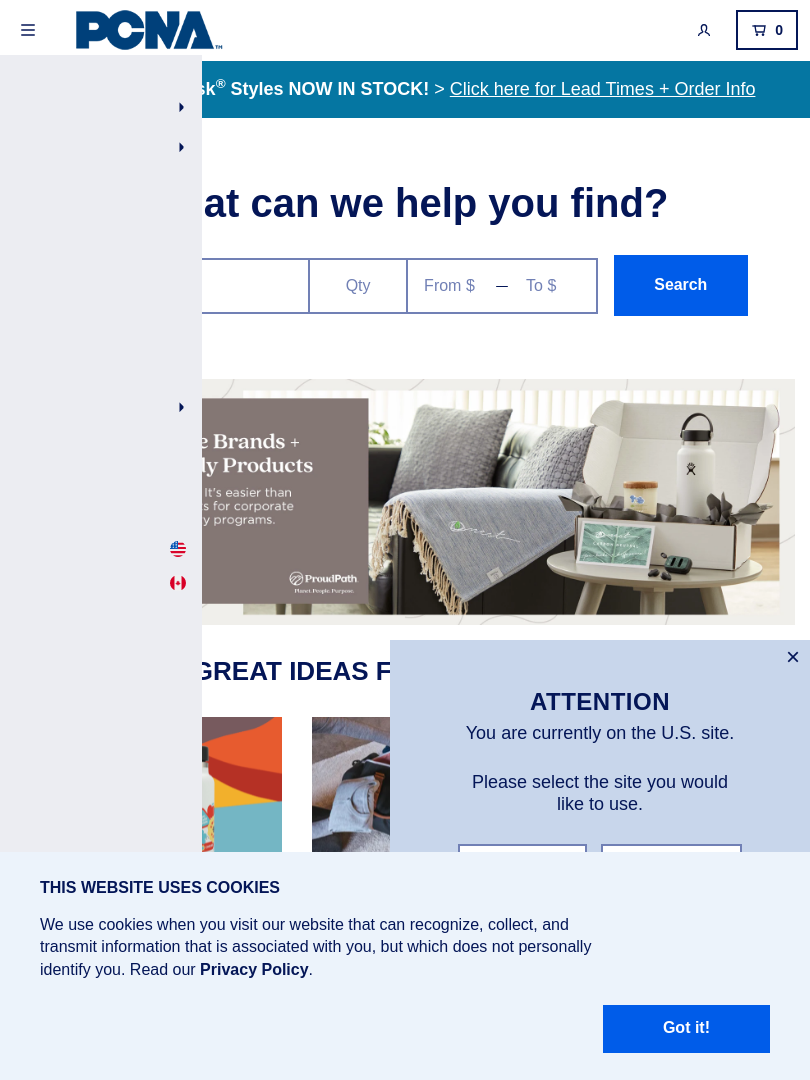 PCNA
0
sk® Styles NOW IN STOCK! > Click here for Lead Times + Order Info
at can we help you find?
Qty
From $ — To $
Search
Brands +
Products
It's easier than
for corporate
programs.
ProudPath
Planet. People. Purpose.
GREAT IDEAS F
ATTENTION
You are currently on the U.S. site.
Please select the site you would
like to use.
THIS WEBSITE USES COOKIES
We use cookies when you visit our website that can recognize, collect, and
transmit information that is associated with you, but which does not personally
identify you. Read our Privacy Policy.
Got it!